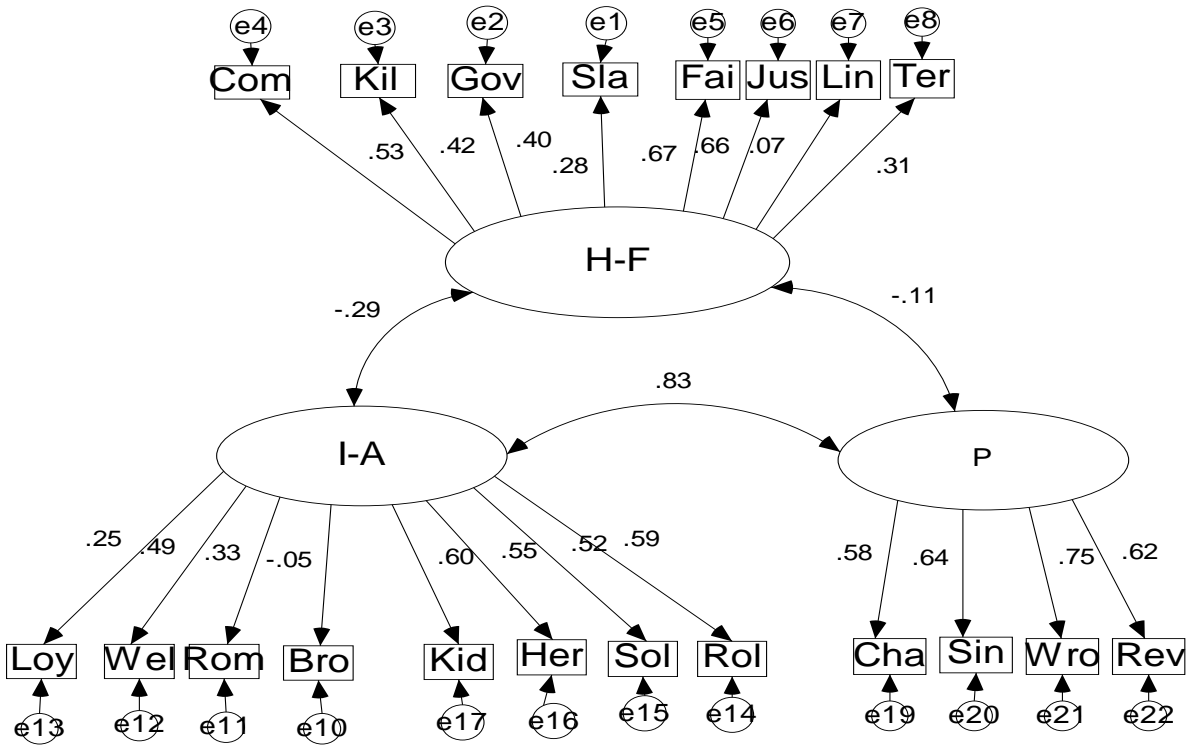 e4 e3 e2 e1 e5 e6 e7 e8
Com Kil Gov Sla Fai Jus Lin Ter
.53 .42 .40 .28 .67 .66 .07 .31
H-F
-.29 -.11
.83
I-A P
.25 .49 .33 -.05 .60 .55 .52 .59 .58 .64 .75 .62
Loy Wel Rom Bro Kid Her Sol Rol Cha Sin Wro Rev
e13 e12 e11 e10 e17 e16 e15 e14 e19 e20 e21 e22